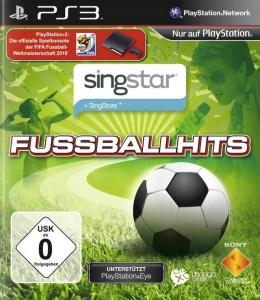 PS3
PlayStation®Network
PlayStation®3:
Die offizielle Spielkonsole
der FIFA Fussball-
Weltmeisterschaft 2010™
Nur auf PlayStation®
singstar
+SingStore
FUSSBALLHITS
USK
ab
0
freigegeben
UNTERSTÜTZT
PlayStation®Eye
SONY